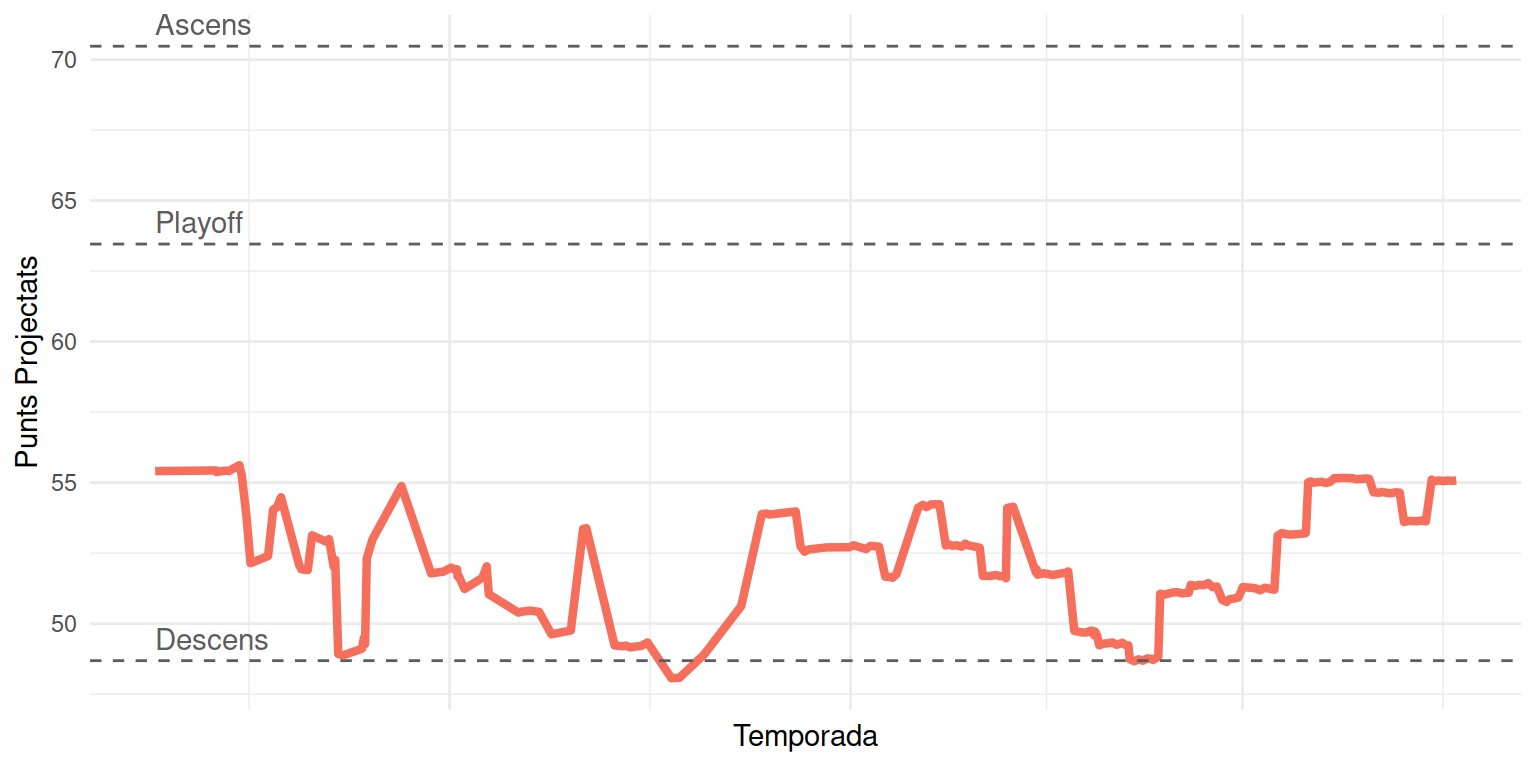 Ascens
70
65
Playoff
60
55
50
Descens
Punts Projectats
Temporada